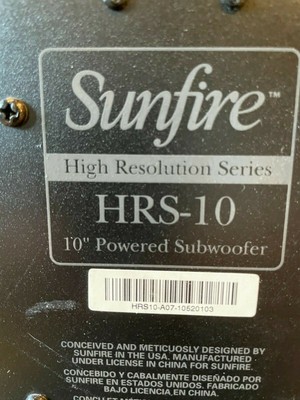 Sunfire™
High Resolution Series
HRS-10
10" Powered Subwoofer
HRS10-A07-10520103
CONCEIVED AND METICUOSLY DESIGNED BY
SUNFIRE IN THE USA. MANUFACTURED
UNDER LICENSE IN CHINA FOR SUNFIRE.
CONCEBIDO Y CABALMENTE DISEÑADO POR
SUNFIRE EN ESTADOS UNIDOS. FABRICADO
BAJO LICENCIA EN CHINA